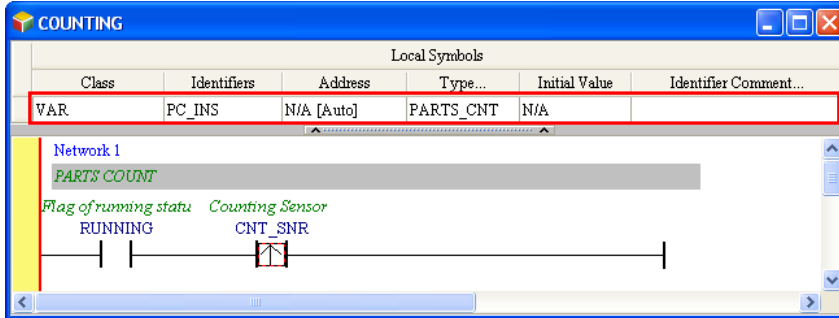 COUNTING
Local Symbols
Class Identifiers Address Type... Initial Value Identifier Comment...
VAR PC_INS N/A [Auto] PARTS_CNT N/A
Network 1
PARTS COUNT
Flag of running statu Counting Sensor
RUNNING CNT_SNR